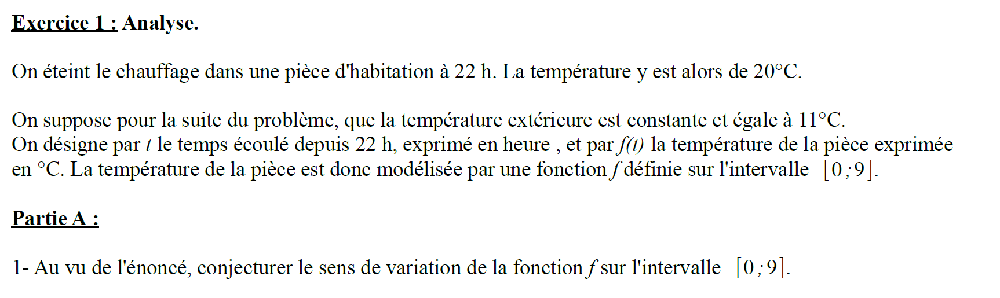 Exercice 1 : Analyse.
On éteint le chauffage dans une pièce d'habitation à 22 h. La température y est alors de 20°C.
On suppose pour la suite du problème, que la température extérieure est constante et égale à 11°C.
On désigne par t le temps écoulé depuis 22 h, exprimé en heure , et par f(t) la température de la pièce exprimée
en °C. La température de la pièce est donc modélisée par une fonction f définie sur l'intervalle [0;9].
Partie A :
1- Au vu de l'énoncé, conjecturer le sens de variation de la fonction f sur l'intervalle [0;9].